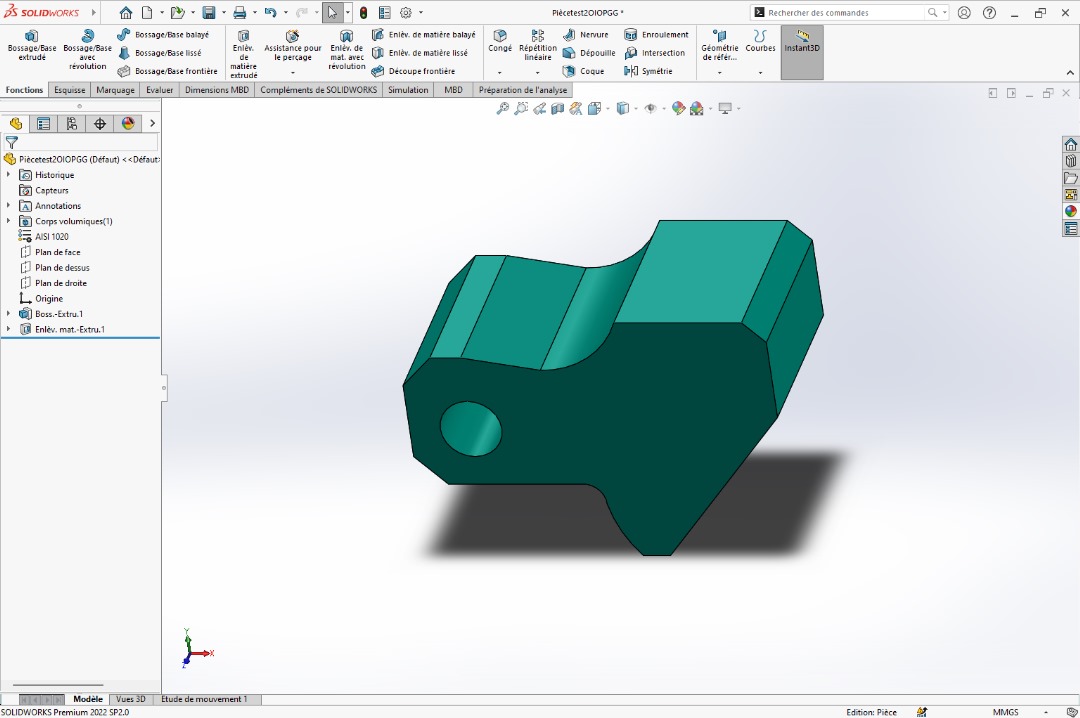 SOLIDWORKS
Piècetest2OIOPGG *
Rechercher des commandes
Bossage/Base extrudé
Bossage/Base avec révolution
Bossage/Base balayé
Bossage/Base lissé
Bossage/Base frontière
Enlèv. de matière extrudé
Assistance pour le perçage
Enlèv. de mat. avec révolution
Enlèv. de matière balayé
Enlèv. de matière lissé
Découpe frontière
Congé
Répétition linéaire
Nervure
Dépouille
Coque
Enroulement
Intersection
Symétrie
Géométrie de référ...
Courbes
Instant3D
Fonctions
Esquisse
Marquage
Evaluer
Dimensions MBD
Compléments de SOLIDWORKS
Simulation
MBD
Préparation de l'analyse
Piècetest2OIOPGG (Défaut) <<Défaut
Historique
Capteurs
Annotations
Corps volumiques(1)
AISI 1020
Plan de face
Plan de dessus
Plan de droite
Origine
Boss.-Extru.1
Enlèv. mat.-Extru.1
Y
X
Z
Modèle
Vues 3D
Etude de mouvement 1
SOLIDWORKS Premium 2022 SP2.0
Edition: Pièce
MMGS